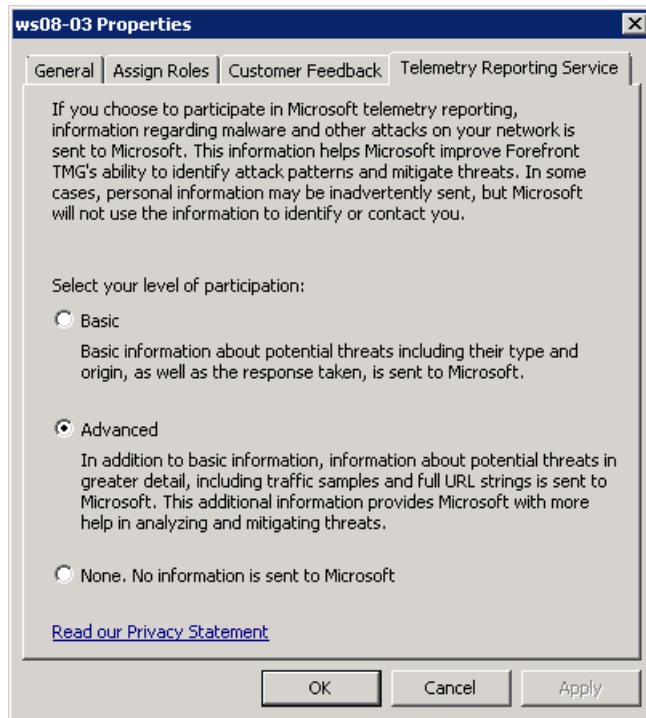 ws08-03 Properties
General
Assign Roles
Customer Feedback
Telemetry Reporting Service
If you choose to participate in Microsoft telemetry reporting,
information regarding malware and other attacks on your network is
sent to Microsoft. This information helps Microsoft improve Forefront
TMG's ability to identify attack patterns and mitigate threats. In some
cases, personal information may be inadvertently sent, but Microsoft
will not use the information to identify or contact you.
Select your level of participation:
Basic
Basic information about potential threats including their type and
origin, as well as the response taken, is sent to Microsoft.
Advanced
In addition to basic information, information about potential threats in
greater detail, including traffic samples and full URL strings is sent to
Microsoft. This additional information provides Microsoft with more
help in analyzing and mitigating threats.
None. No information is sent to Microsoft
Read our Privacy Statement
OK
Cancel
Apply